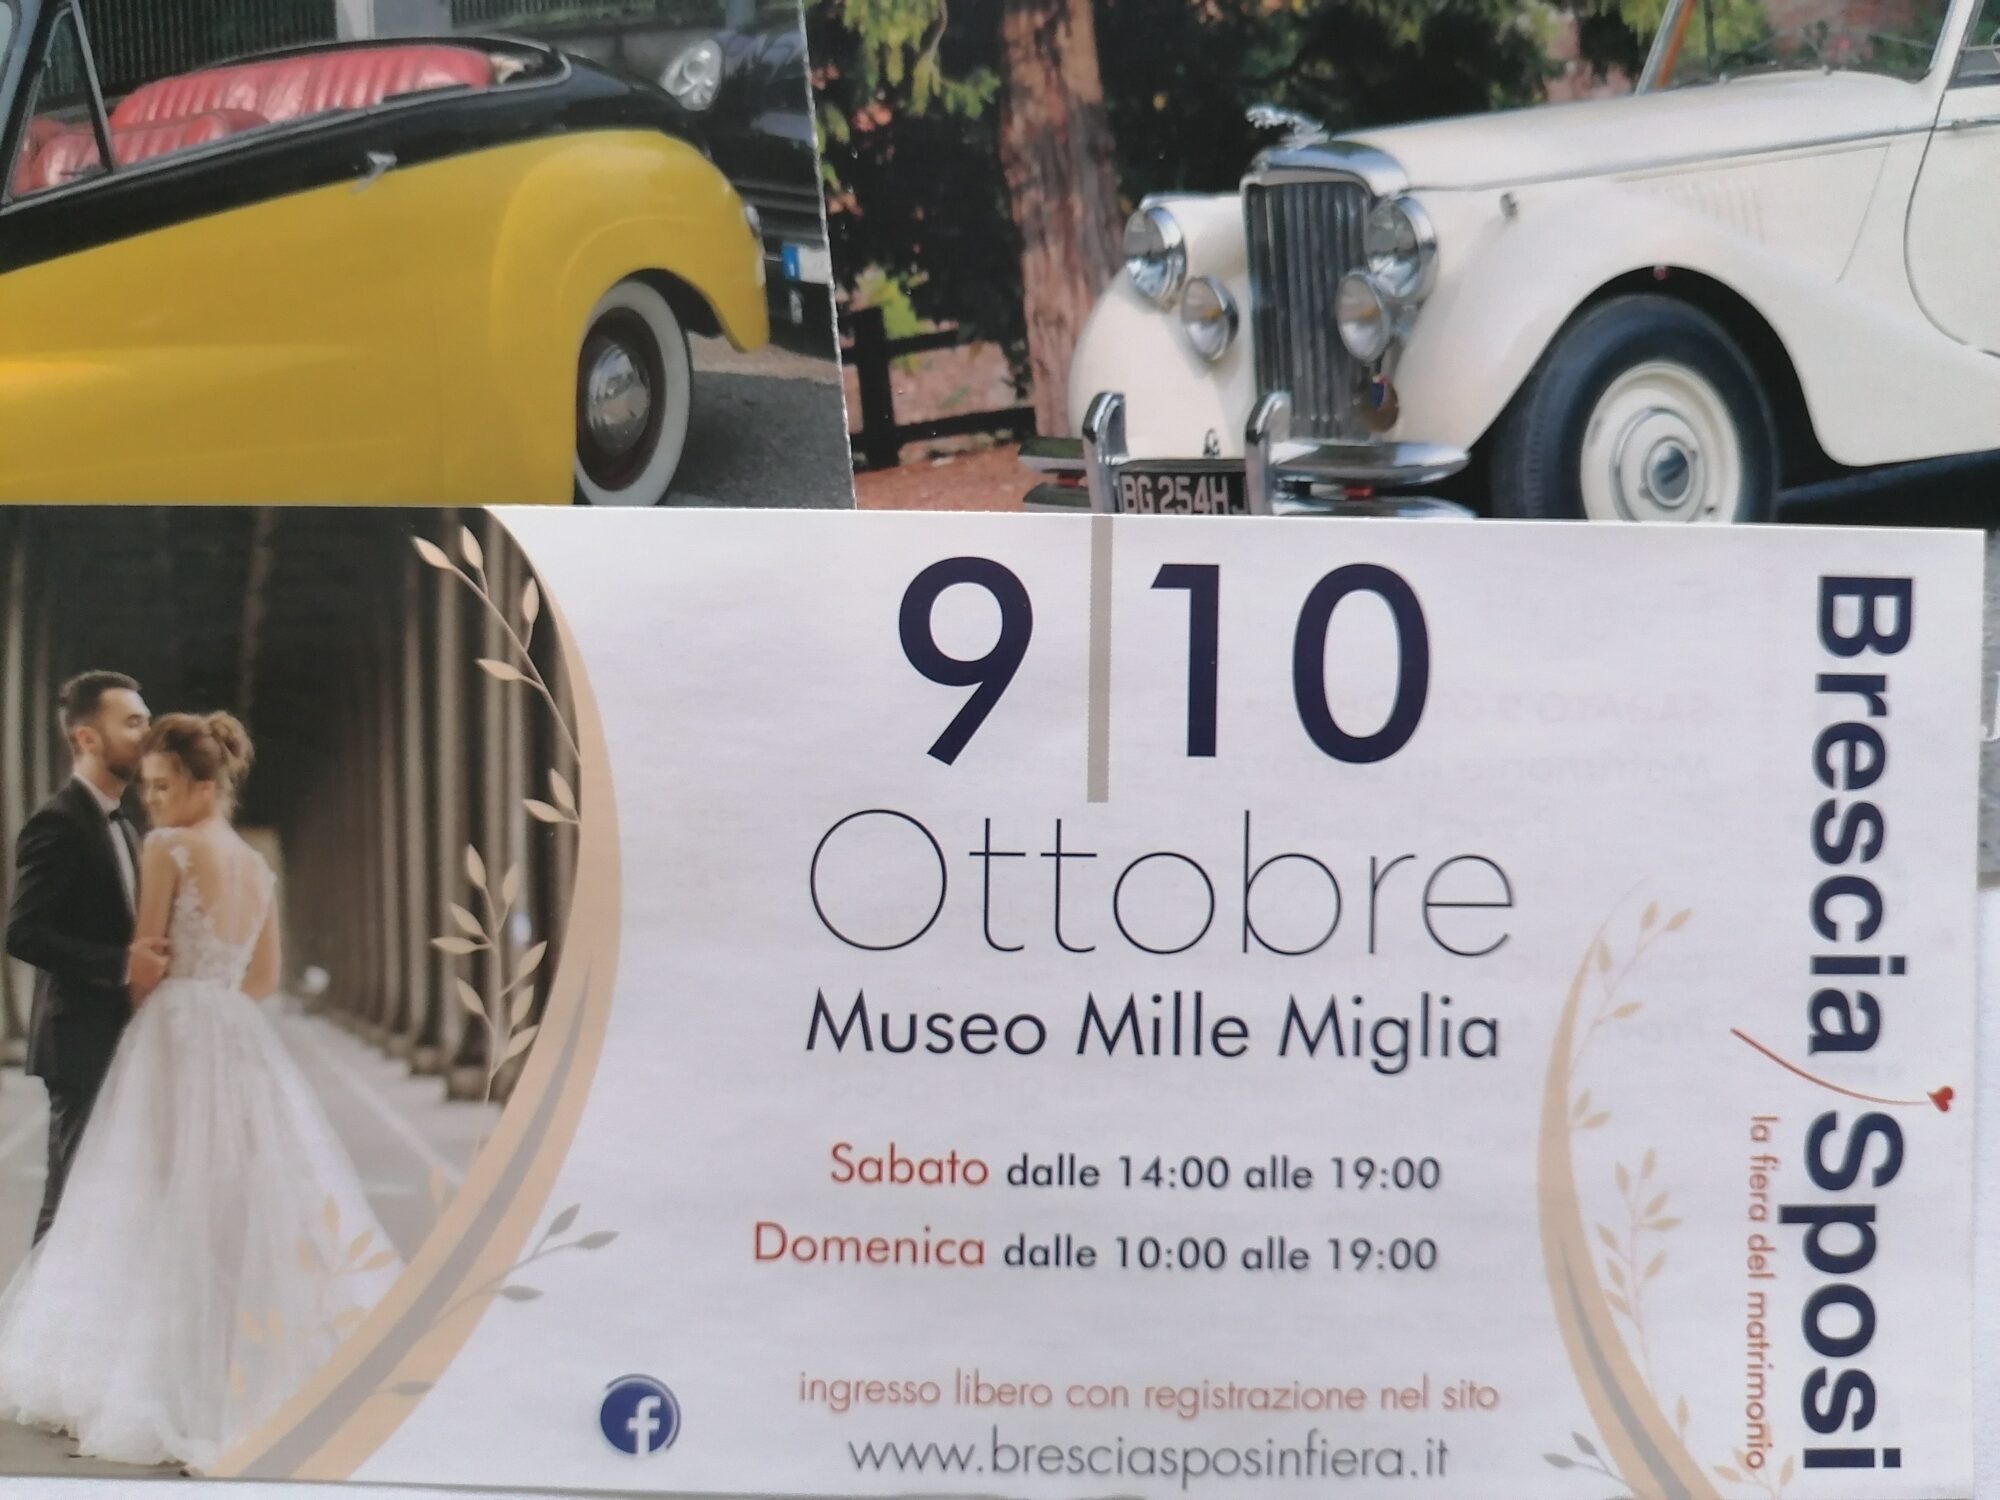 BG 254H
9|10
Ottobre
Museo Mille Miglia
Sabato dalle 14:00 alle 19:00
Domenica dalle 10:00 alle 19:00
ingresso libero con registrazione nel sito
www.bresciasposinfiera.it
Brescia Sposi
la fiera del matrimonio